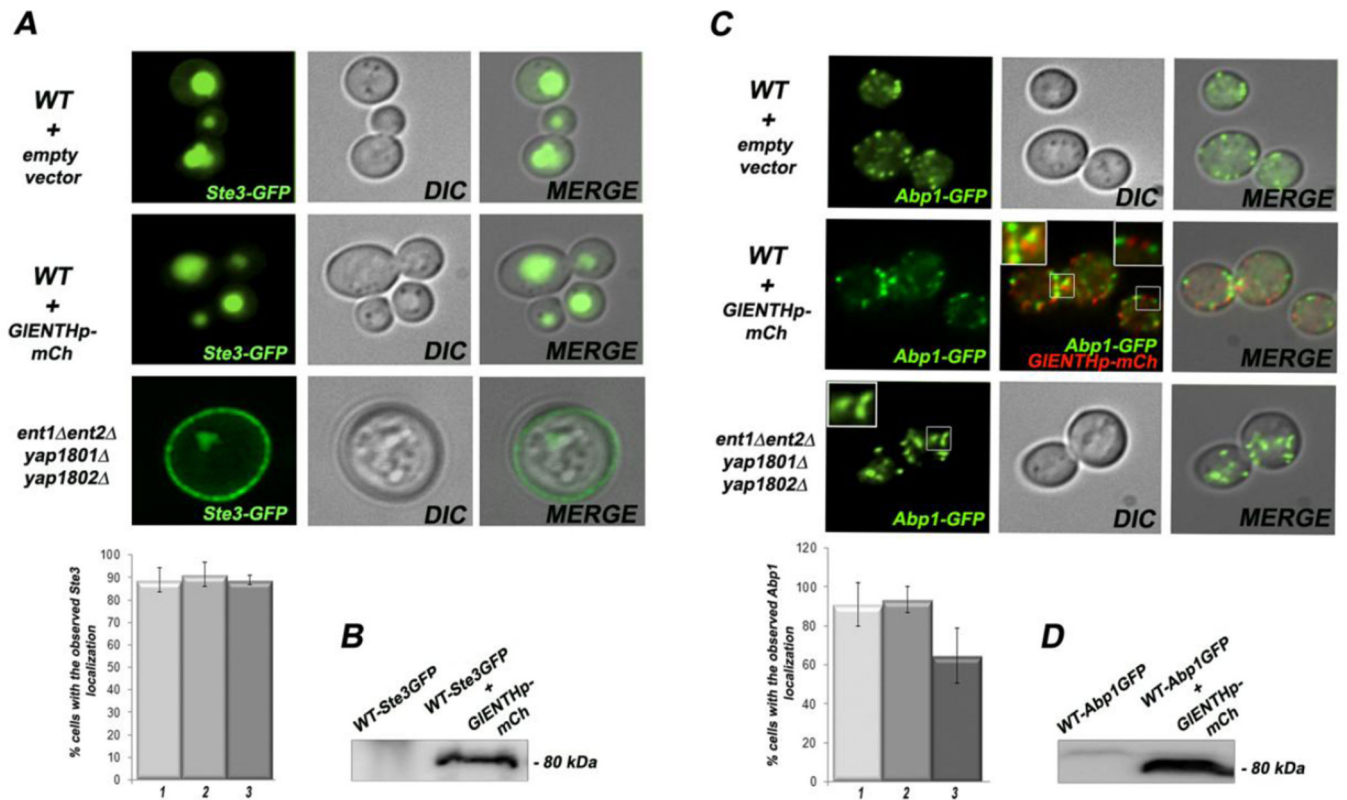 A
WT
+
empty
vector
Ste3-GFP
DIC
MERGE
WT
+
GlENTHp-
mCh
Ste3-GFP
DIC
MERGE
ent1Δent2Δ
yap1801Δ
yap1802Δ
Ste3-GFP
DIC
MERGE
% cells with the observed Ste3
localization
100
90
80
70
60
50
40
30
20
10
0
1 2 3
B
WT-Ste3GFP
WT-Ste3GFP
+
GlENTHp-
mCh
- 80 kDa
C
WT
+
empty
vector
Abp1-GFP
DIC
MERGE
WT
+
GlENTHp-
mCh
Abp1-GFP
Abp1-GFP
GlENTHp-mCh
MERGE
ent1Δent2Δ
yap1801Δ
yap1802Δ
Abp1-GFP
DIC
MERGE
% cells with the observed Abp1
localization
120
100
80
60
40
20
0
1 2 3
D
WT-Abp1GFP
WT-Abp1GFP
+
GlENTHp-
mCh
- 80 kDa